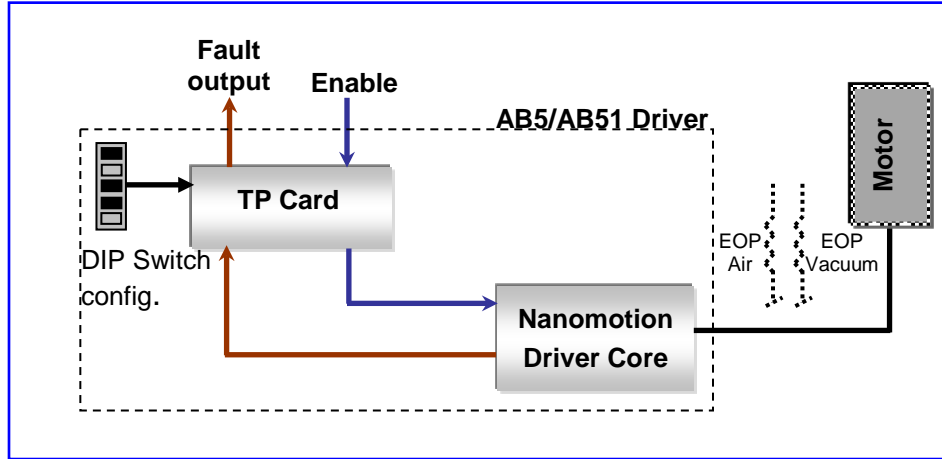 Fault
output
Enable
AB5/AB51 Driver
Motor
TP Card
DIP Switch
config.
EOP
Air
EOP
Vacuum
Nanomotion
Driver Core